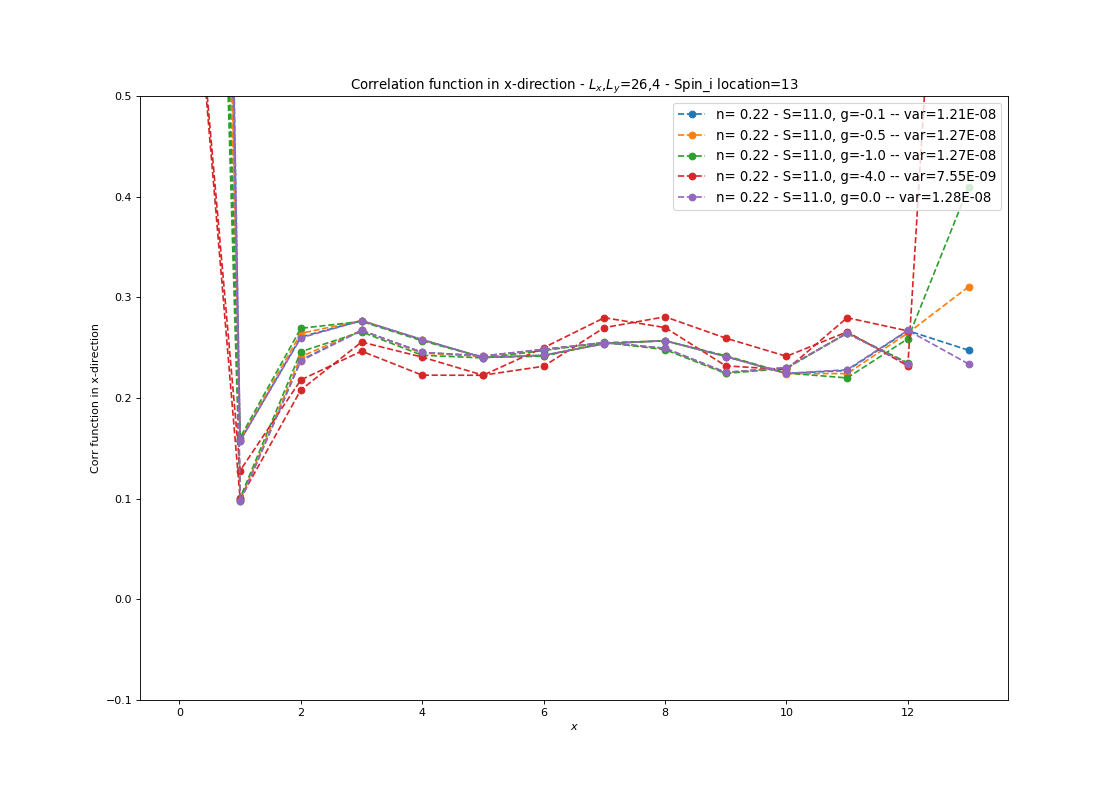 Correlation function in x-direction - Lx,Ly=26,4 - Spin_i location=13
n= 0.22 - S=11.0, g=-0.1 -- var=1.21E-08
n= 0.22 - S=11.0, g=-0.5 -- var=1.27E-08
n= 0.22 - S=11.0, g=-1.0 -- var=1.27E-08
n= 0.22 - S=11.0, g=-4.0 -- var=7.55E-09
n= 0.22 - S=11.0, g=0.0 -- var=1.28E-08
Corr function in x-direction
0.5
0.4
0.3
0.2
0.1
0.0
−0.1
0 2 4 6 8 10 12
x